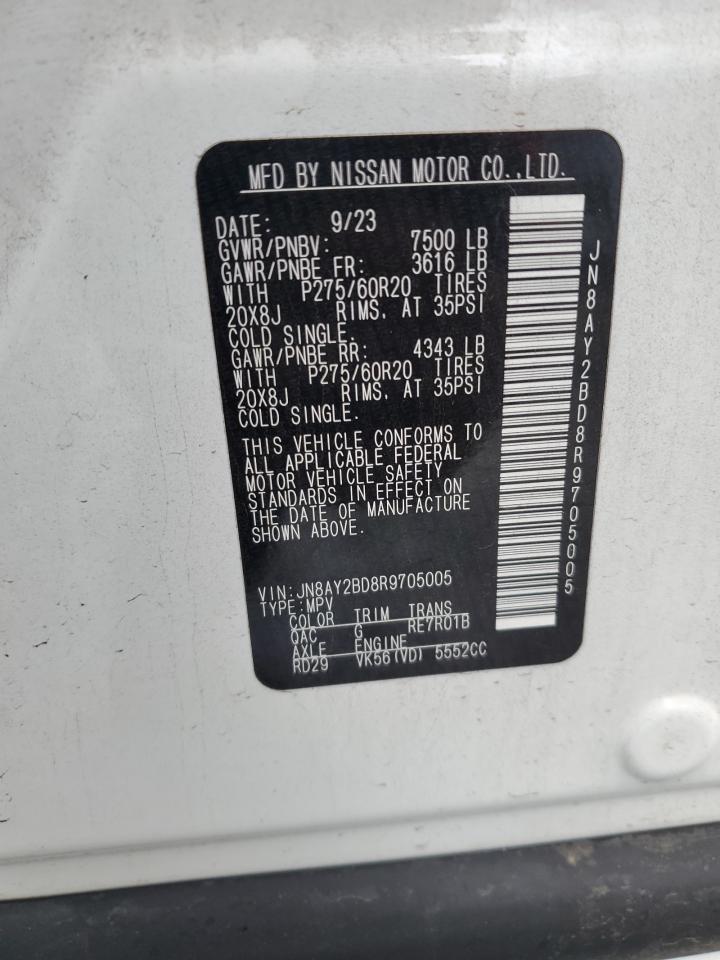 MFD BY NISSAN MOTOR CO.,LTD.
DATE: 9/23
GVWR/PNBV: 7500 LB
GAWR/PNBE FR: 3616 LB
WITH P275/60R20 TIRES
20X8J RIMS, AT 35PSI
COLD SINGLE.
GAWR/PNBE RR: 4343 LB
WITH P275/60R20 TIRES
20X8J RIMS, AT 35PSI
COLD SINGLE.
THIS VEHICLE CONFORMS TO
ALL APPLICABLE FEDERAL
MOTOR VEHICLE SAFETY
STANDARDS IN EFFECT ON
THE DATE OF MANUFACTURE
SHOWN ABOVE.
VIN:JN8AY2BD8R9705005
TYPE:MPV
COLOR TRIM TRANS
QAC G RE7R01B
AXLE ENGINE
RD29 VK56(VD) 5552CC
JN8AY2BD8R9705005